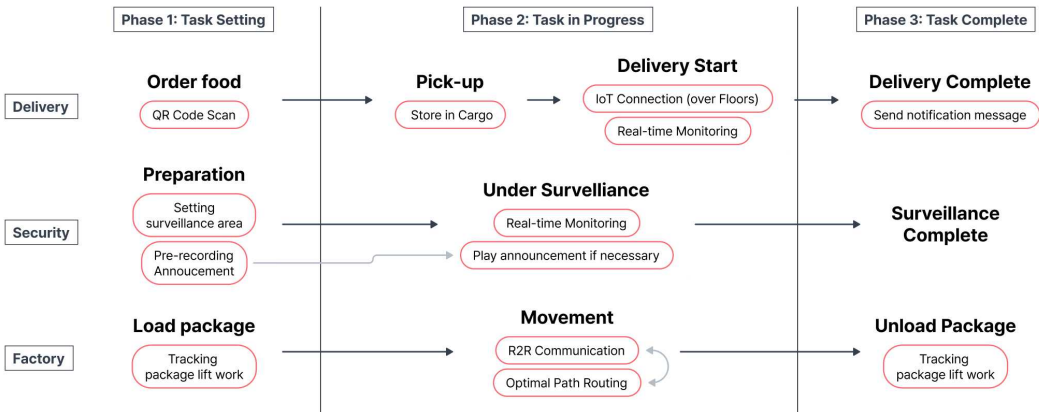 Phase 1: Task Setting
Phase 2: Task in Progress
Phase 3: Task Complete
Delivery
Order food
QR Code Scan
Pick-up
Store in Cargo
Delivery Start
IoT Connection (over Floors)
Real-time Monitoring
Delivery Complete
Send notification message
Security
Preparation
Setting
surveillance area
Pre-recording
Annoucement
Under Survelliance
Real-time Monitoring
Play announcement if necessary
Surveillance
Complete
Factory
Load package
Tracking
package lift work
Movement
R2R Communication
Optimal Path Routing
Unload Package
Tracking
package lift work